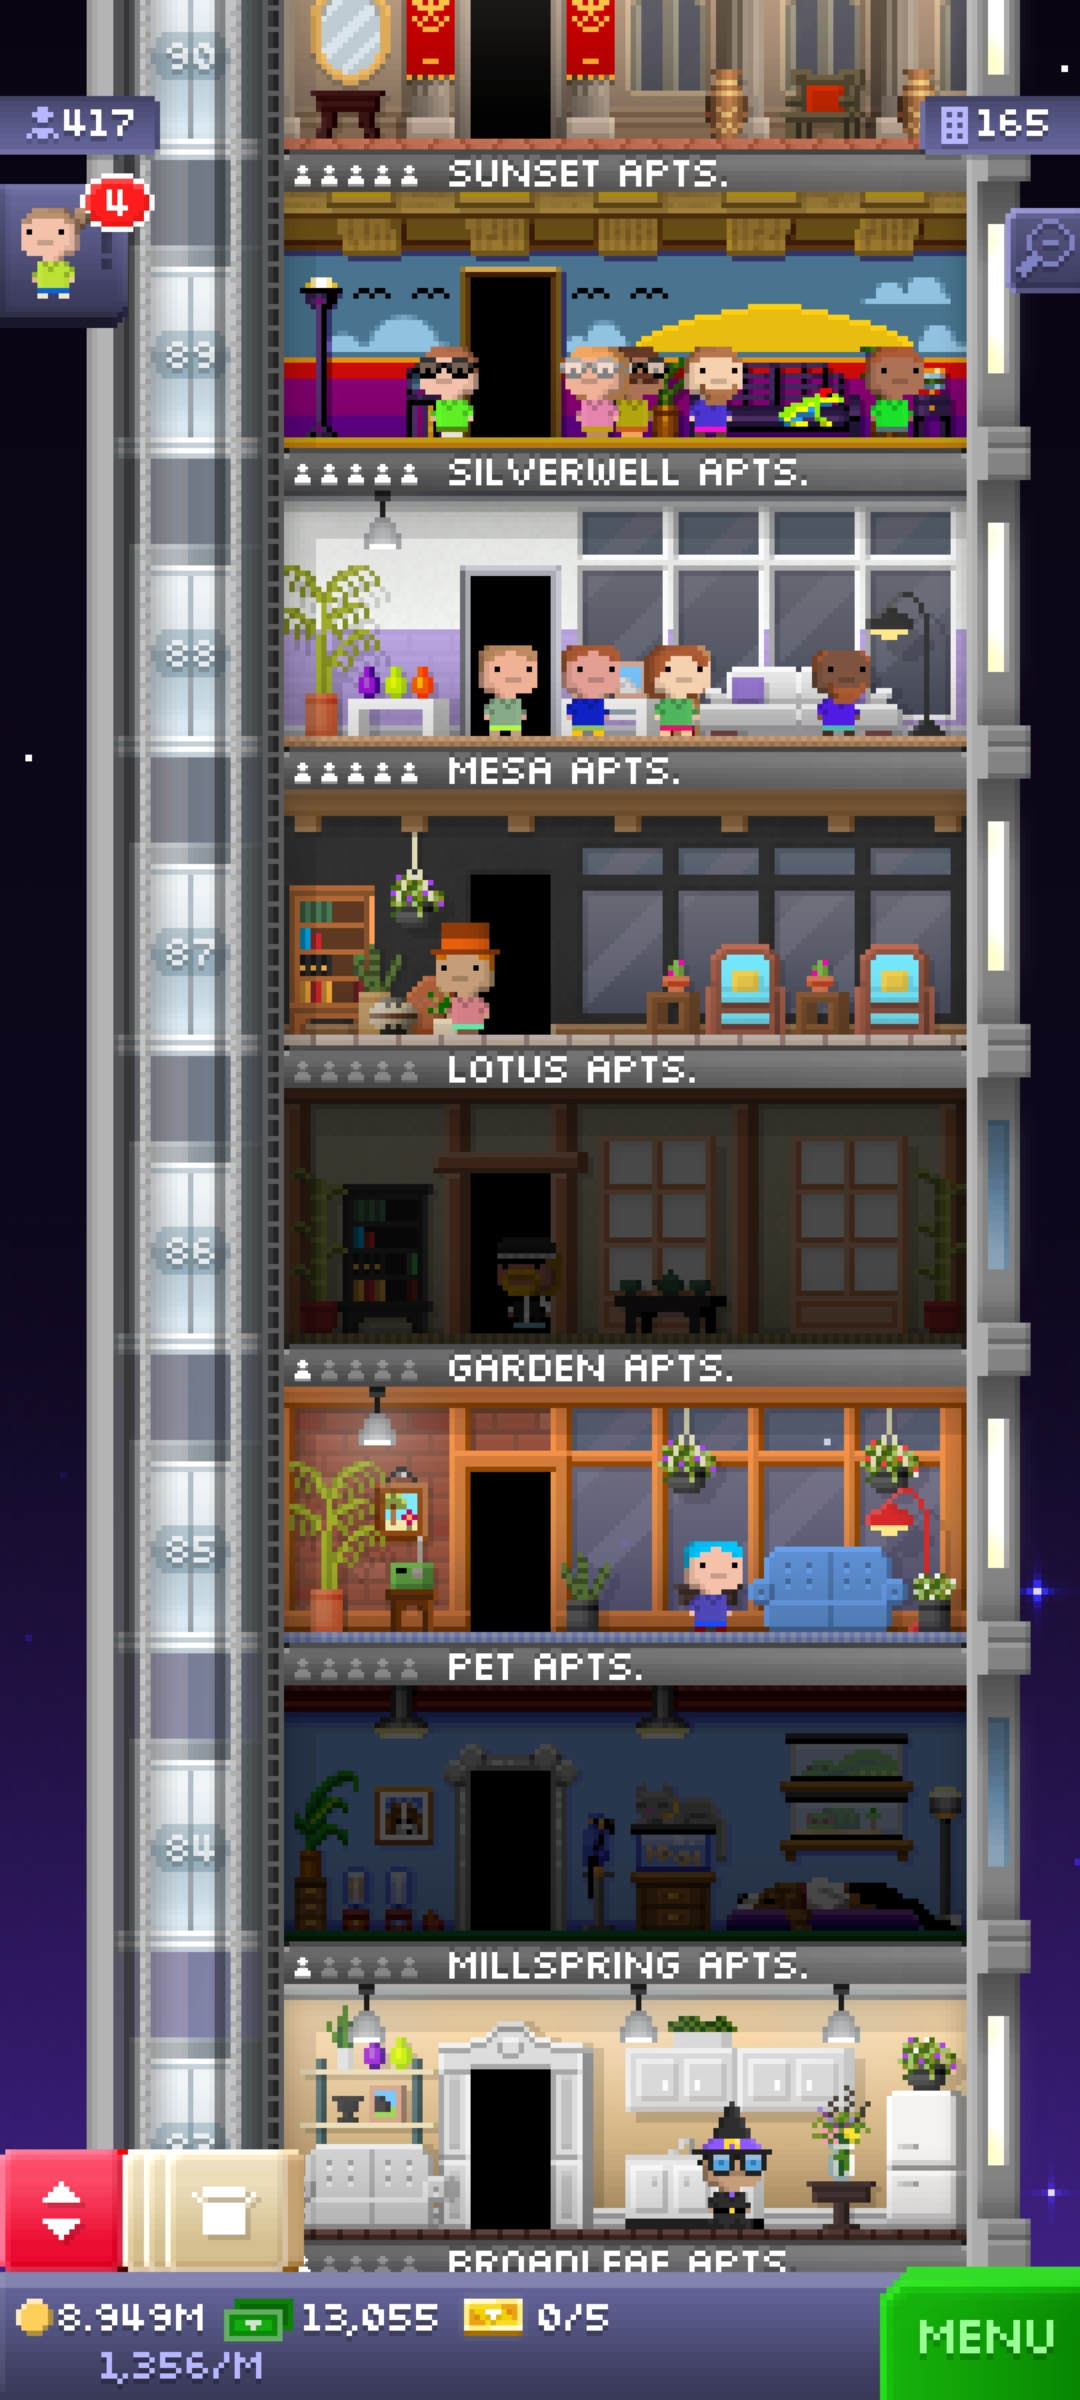 90
417
165
SUNSET APTS.
4
89
SILVERWELL APTS.
88
MESA APTS.
87
LOTUS APTS.
86
GARDEN APTS.
85
PET APTS.
84
MILLSPRING APTS.
BROADLEAF APTS.
8.949M 13,055 0/5
1,356/M
MENU